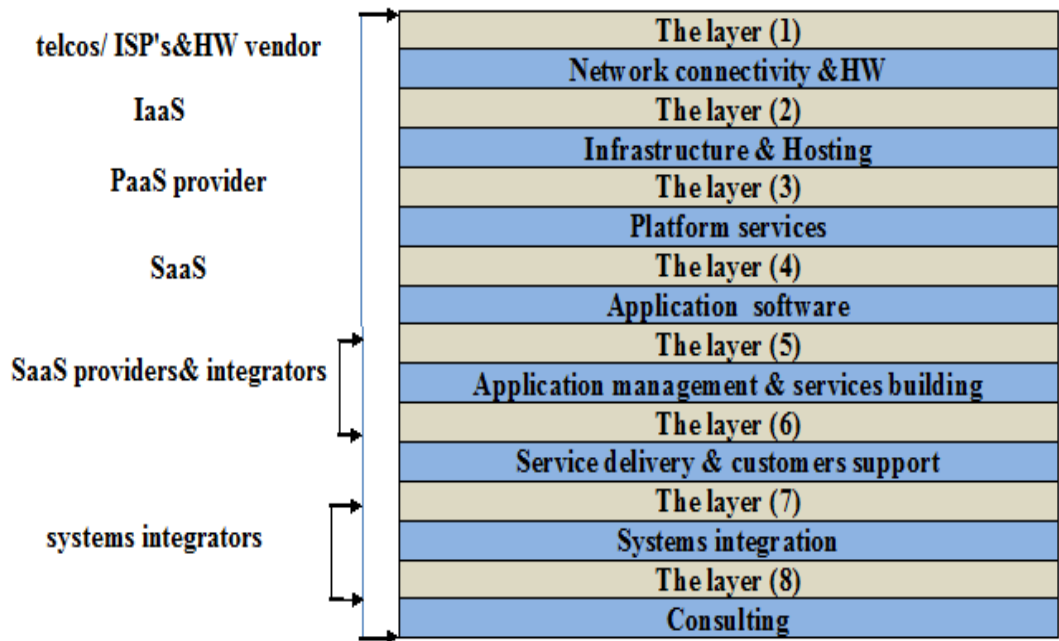 telcos/ ISP's&HW vendor
IaaS
PaaS provider
SaaS
SaaS providers& integrators
systems integrators
The layer (1)
Network connectivity &HW
The layer (2)
Infrastructure & Hosting
The layer (3)
Platform services
The layer (4)
Application software
The layer (5)
Application management & services building
The layer (6)
Service delivery & customers support
The layer (7)
Systems integration
The layer (8)
Consulting